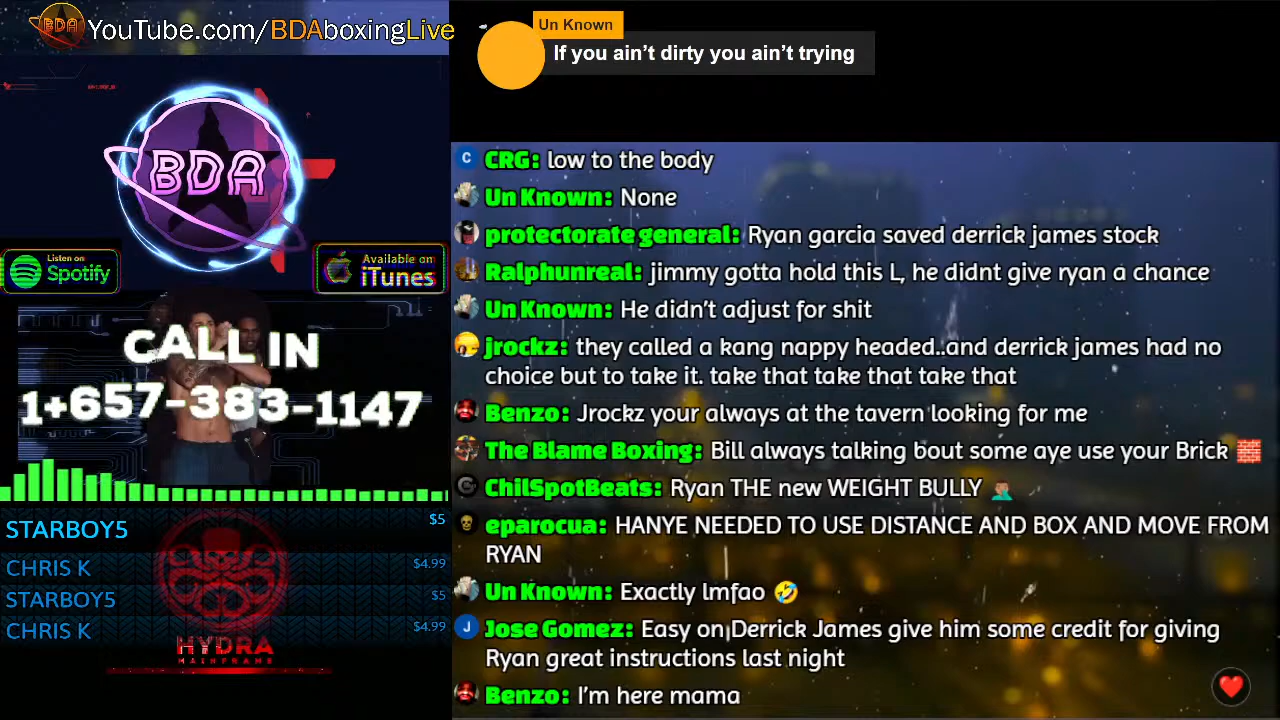 BDA
YouTube.com/BDAboxingLive
BDA
Listen on
Spotify
Available on
iTunes
CALL IN
1+657-383-1147
STARBOY5 $5
CHRIS K $4.99
STARBOY5 $5
CHRIS K $4.99
HYDRA
MAINFRAME
Un Known
If you ain't dirty you ain't trying
C CRG: low to the body
Un Known: None
protectorate general: Ryan garcia saved derrick james stock
Ralphunreal: jimmy gotta hold this L, he didnt give ryan a chance
Un Known: He didn't adjust for shit
jrockz: they called a kang nappy headed..and derrick james had no
choice but to take it. take that take that take that
Benzo: Jrockz your always at the tavern looking for me
The Blame Boxing: Bill always talking bout some aye use your Brick 🧱
ChilSpotBeats: Ryan THE new WEIGHT BULLY 🤦🏽‍♂️
eparocua: HANYE NEEDED TO USE DISTANCE AND BOX AND MOVE FROM
RYAN
Un Known: Exactly lmfao 🤣
J Jose Gomez: Easy on Derrick James give him some credit for giving
Ryan great instructions last night
Benzo: I'm here mama